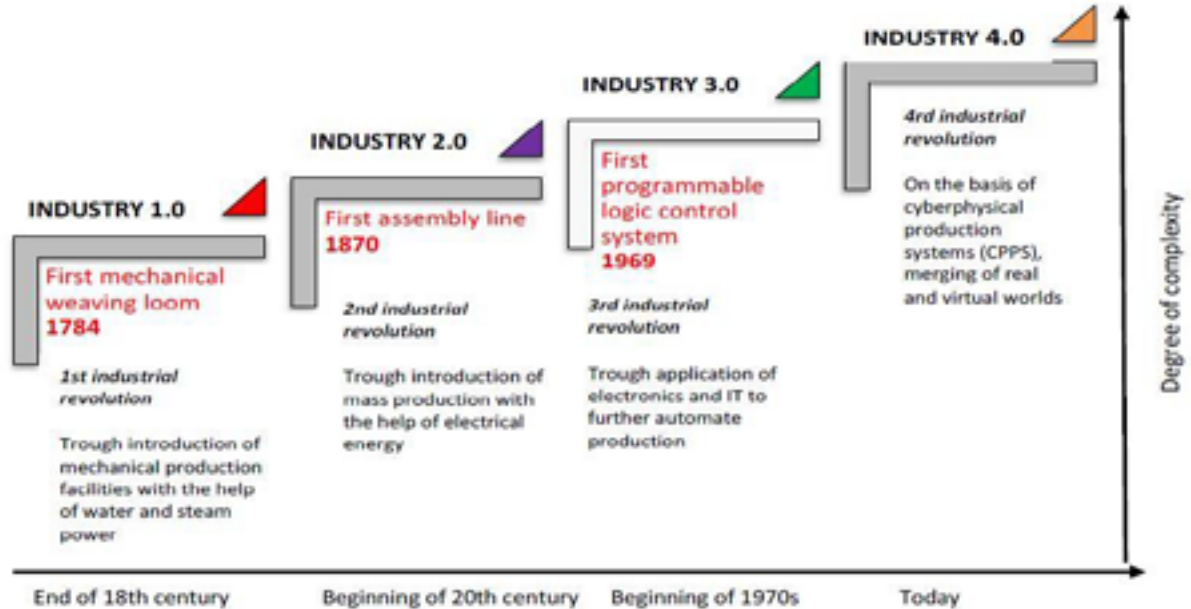 INDUSTRY 1.0
First mechanical
weaving loom
1784
1st industrial
revolution
Trough introduction of
mechanical production
facilities with the help
of water and steam
power
End of 18th century
INDUSTRY 2.0
First assembly line
1870
2nd industrial
revolution
Trough introduction of
mass production with
the help of electrical
energy
Beginning of 20th century
INDUSTRY 3.0
First
programmable
logic control
system
1969
3rd industrial
revolution
Trough application of
electronics and IT to
further automate
production
Beginning of 1970s
INDUSTRY 4.0
4rd industrial
revolution
On the basis of
cyberphysical
production
systems (CPPS),
merging of real
and virtual worlds
Today
Degree of complexity